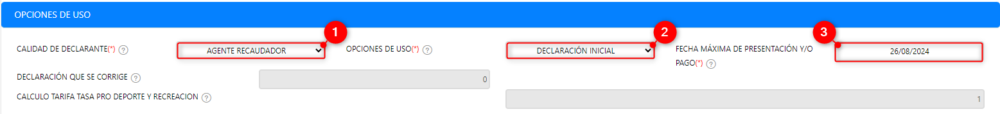 OPCIONES DE USO
1 2 3
CALIDAD DE DECLARANTE(*) ? AGENTE RECAUDADOR OPCIONES DE USO(*) ? DECLARACIÓN INICIAL FECHA MÁXIMA DE PRESENTACIÓN Y/O 26/08/2024
PAGO(*) ?
DECLARACIÓN QUE SE CORRIGE ? 0
CALCULO TARIFA TASA PRO DEPORTE Y RECREACION ? 1